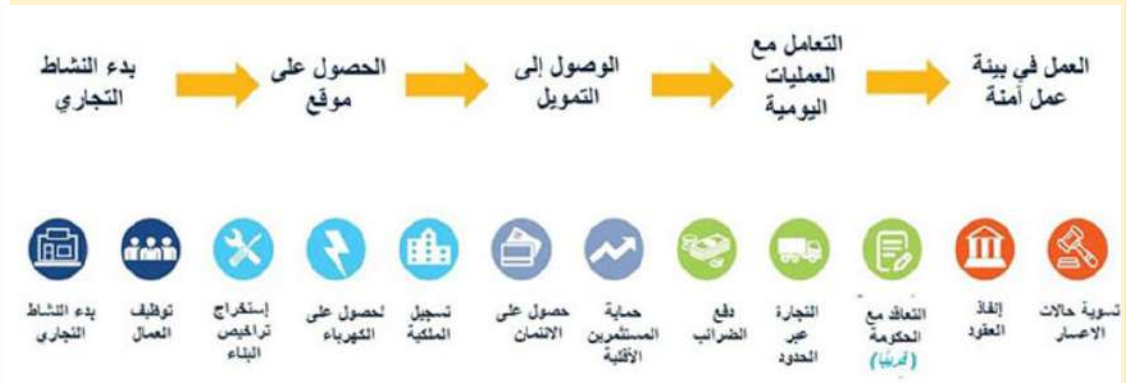 بدء النشاط
التجاري
الحصول على
موقع
الوصول إلى
التمويل
التعامل مع
العمليات
اليومية
العمل في بيئة
عمل آمنة
بدء النشاط
التجاري
توظيف
العمال
إستخراج
تراخيص
البناء
لحصول على
الكهرباء
تسجيل
الملكية
حصول على
الائتمان
حماية
المستثمرين
الأقلية
دفع
الضرائب
التجارة
عبر
الحدود
التعاقد مع
الحكومة
(قريبًا)
إنفاذ
العقود
تسوية حالات
الاعسار